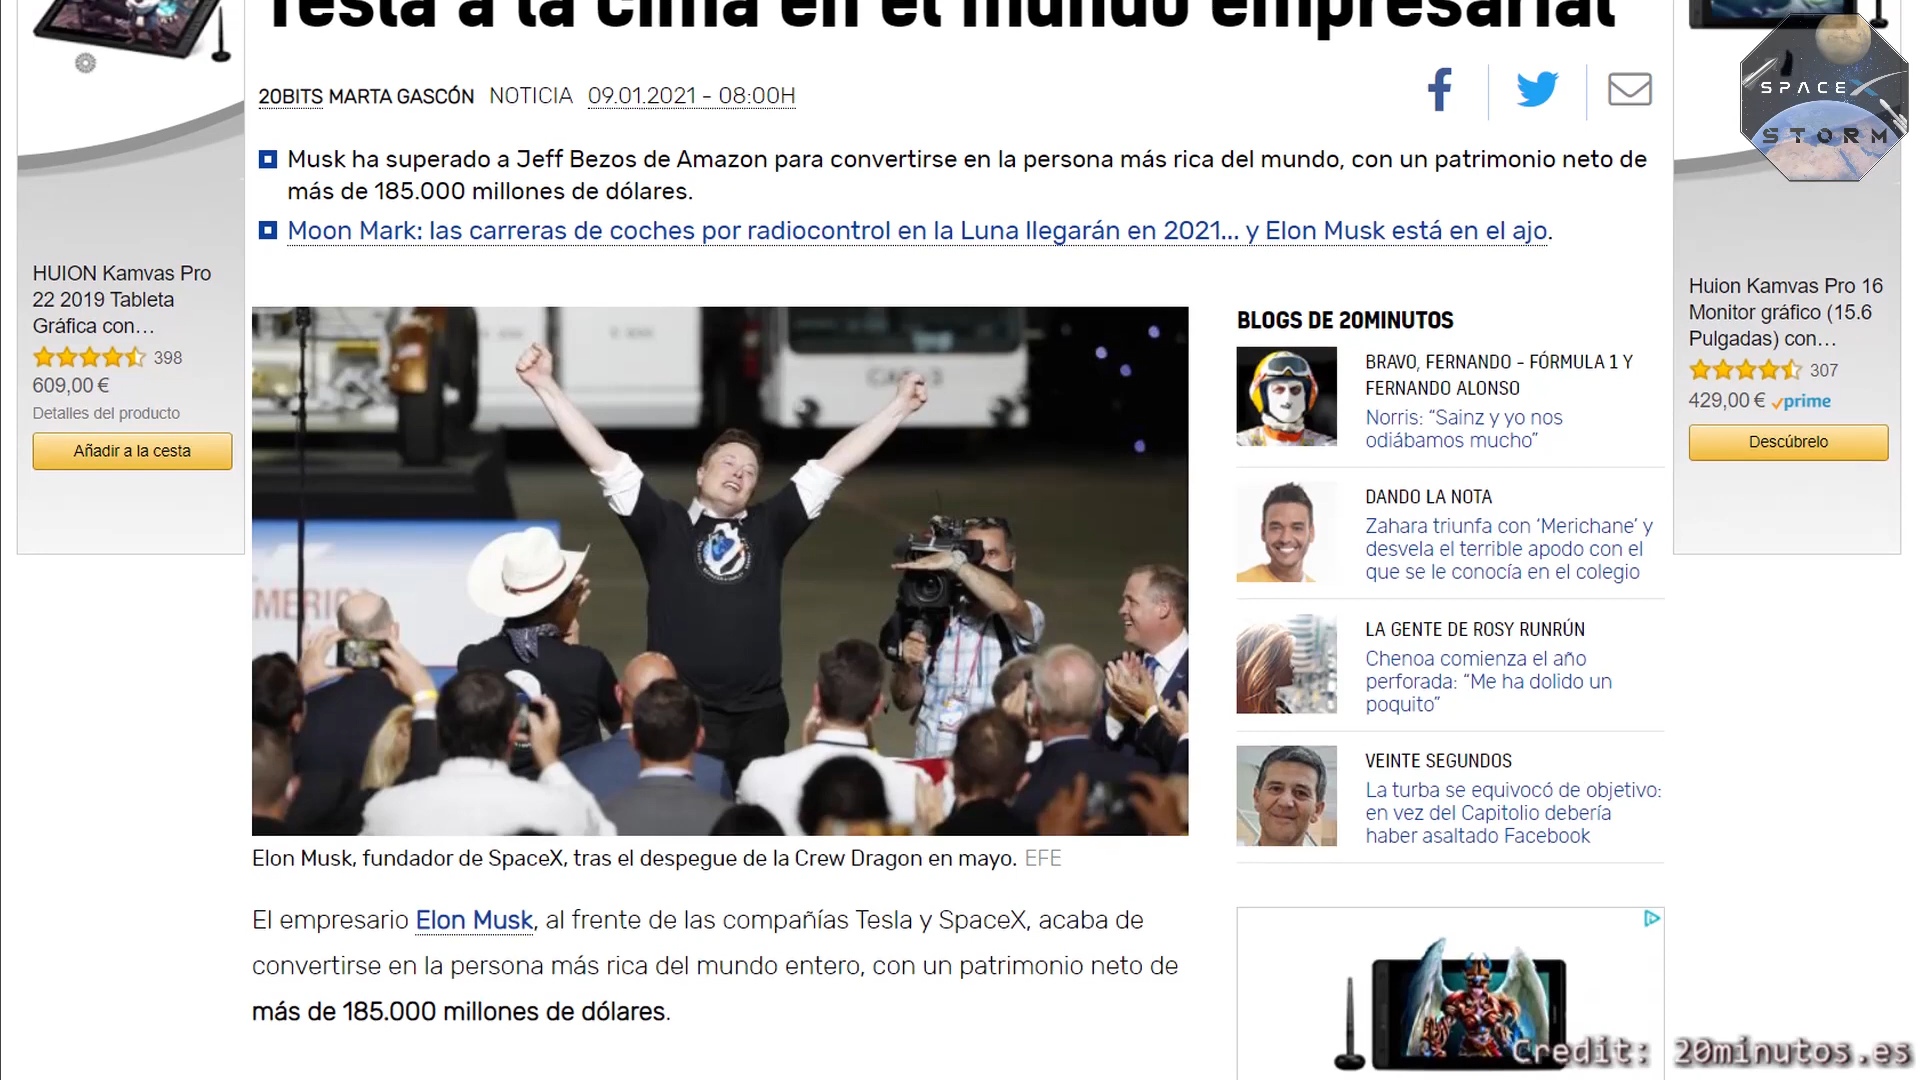 Tesla a la cima en el mundo empresarial
20BITS MARTA GASCÓN NOTICIA 09.01.2021 - 08:00H
Musk ha superado a Jeff Bezos de Amazon para convertirse en la persona más rica del mundo, con un patrimonio neto de
más de 185.000 millones de dólares.
Moon Mark: las carreras de coches por radiocontrol en la Luna llegarán en 2021... y Elon Musk está en el ajo.
SPACEX
STORM
HUION Kamvas Pro
22 2019 Tableta
Gráfica con...
398
609,00 €
Detalles del producto
Añadir a la cesta
AMERIC
Elon Musk, fundador de SpaceX, tras el despegue de la Crew Dragon en mayo. EFE
El empresario Elon Musk, al frente de las compañías Tesla y SpaceX, acaba de
convertirse en la persona más rica del mundo entero, con un patrimonio neto de
más de 185.000 millones de dólares.
BLOGS DE 20MINUTOS
BRAVO, FERNANDO - FÓRMULA 1 Y
FERNANDO ALONSO
Norris: “Sainz y yo nos
odiábamos mucho”
DANDO LA NOTA
Zahara triunfa con ‘Merichane’ y
desvela el terrible apodo con el
que se le conocía en el colegio
LA GENTE DE ROSY RUNRÚN
Chenoa comienza el año
perforada: “Me ha dolido un
poquito”
VEINTE SEGUNDOS
La turba se equivocó de objetivo:
en vez del Capitolio debería
haber asaltado Facebook
Huion Kamvas Pro 16
Monitor gráfico (15.6
Pulgadas) con...
307
429,00 € prime
Descúbrelo
Credit: 20minutos.es